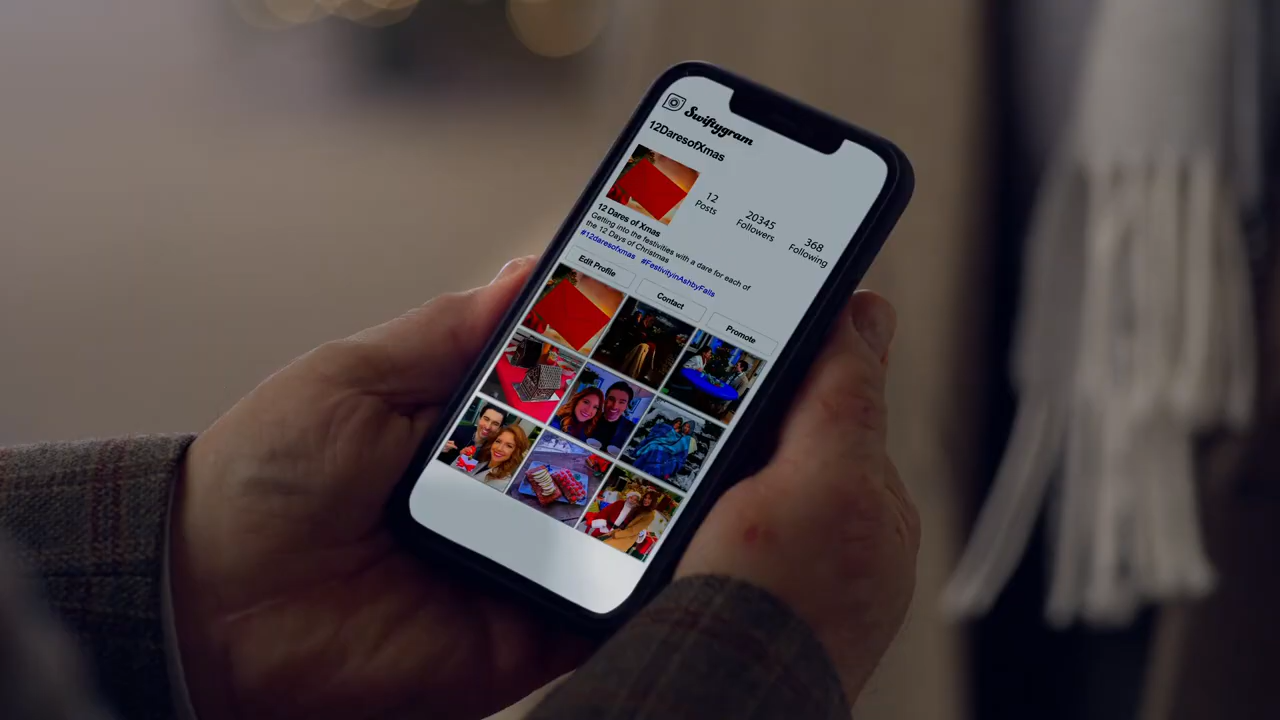 Swiftygram
12DaresofXmas
12 Posts
20345 Followers
368 Following
12 Dares of Xmas
Getting into the festivities with a dare for each of
the 12 Days of Christmas
#12daresofxmas #FestivityinAshbyFalls
Edit Profile
Contact
Promote